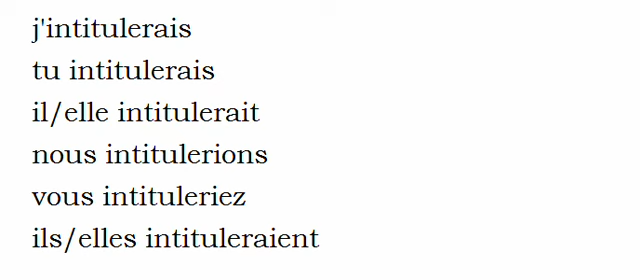 j'intitulerais
tu intitulerais
il/elle intitulerait
nous intitulerions
vous intituleriez
ils/elles intituleraient